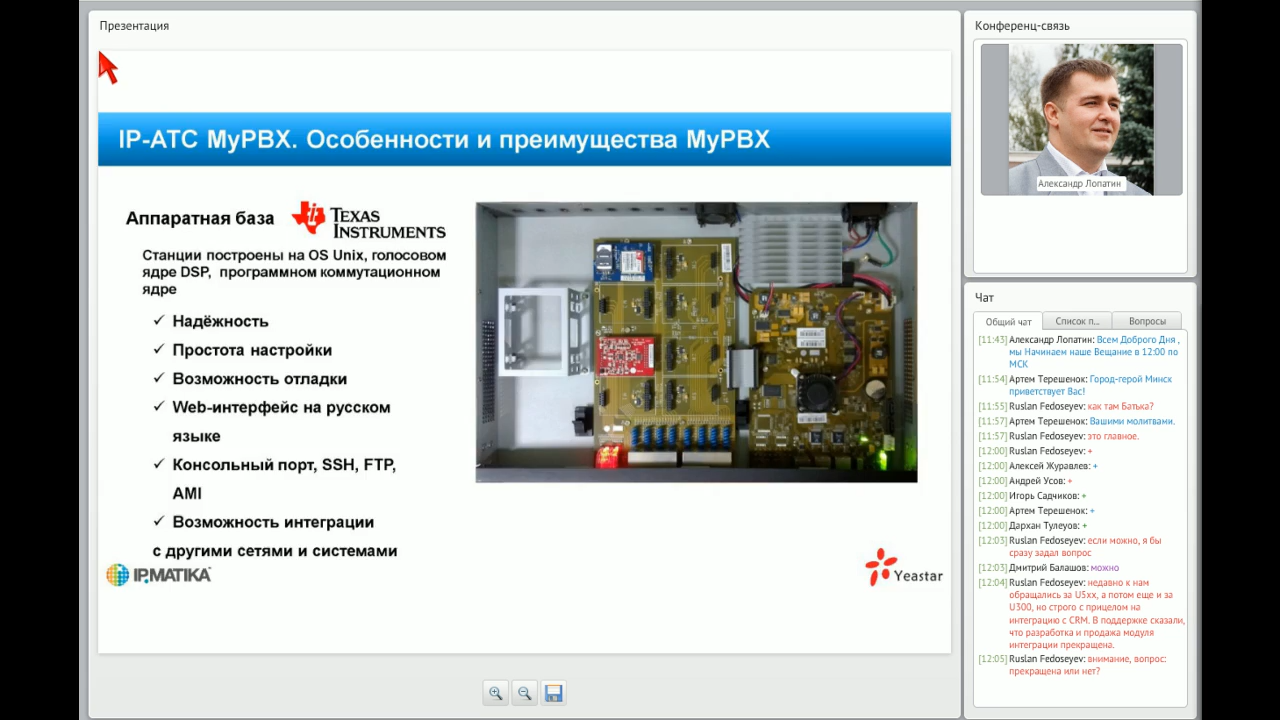 Презентация
IP-АТС MyPBX. Особенности и преимущества MyPBX
Аппаратная база
TEXAS
INSTRUMENTS
Станции построены на OS Unix, голосовом
ядре DSP, программном коммутационном
ядре
✓ Надёжность
✓ Простота настройки
✓ Возможность отладки
✓ Web-интерфейс на русском
языке
✓ Консольный порт, SSH, FTP,
AMI
✓ Возможность интеграции
с другими сетями и системами
IPMATIKA
Yeastar
Конференц-связь
Александр Лопатин
Чат
Общий чат
Список п...
Вопросы
[11:43] Александр Лопатин: Всем Доброго Дня ,
мы Начинаем наше Вещание в 12:00 по
МСК
[11:54] Артем Терешенок: Город-герой Минск
приветствует Вас!
[11:55] Ruslan Fedoseyev: как там Батька?
[11:57] Артем Терешенок: Вашими молитвами.
[11:57] Ruslan Fedoseyev: это главное.
[12:00] Ruslan Fedoseyev: +
[12:00] Алексей Журавлев: +
[12:00] Андрей Усов: +
[12:00] Игорь Садчиков: +
[12:00] Артем Терешенок: +
[12:00] Дархан Тулеуов: +
[12:03] Ruslan Fedoseyev: если можно, я бы
сразу задал вопрос
[12:03] Дмитрий Балашов: можно
[12:04] Ruslan Fedoseyev: недавно к нам
обращались за U5xx, а потом еще и за
U300, но строго с прицелом на
интеграцию с CRM. В поддержке сказали,
что разработка и продажа модуля
интеграции прекращена.
[12:05] Ruslan Fedoseyev: внимание, вопрос:
прекращена или нет?